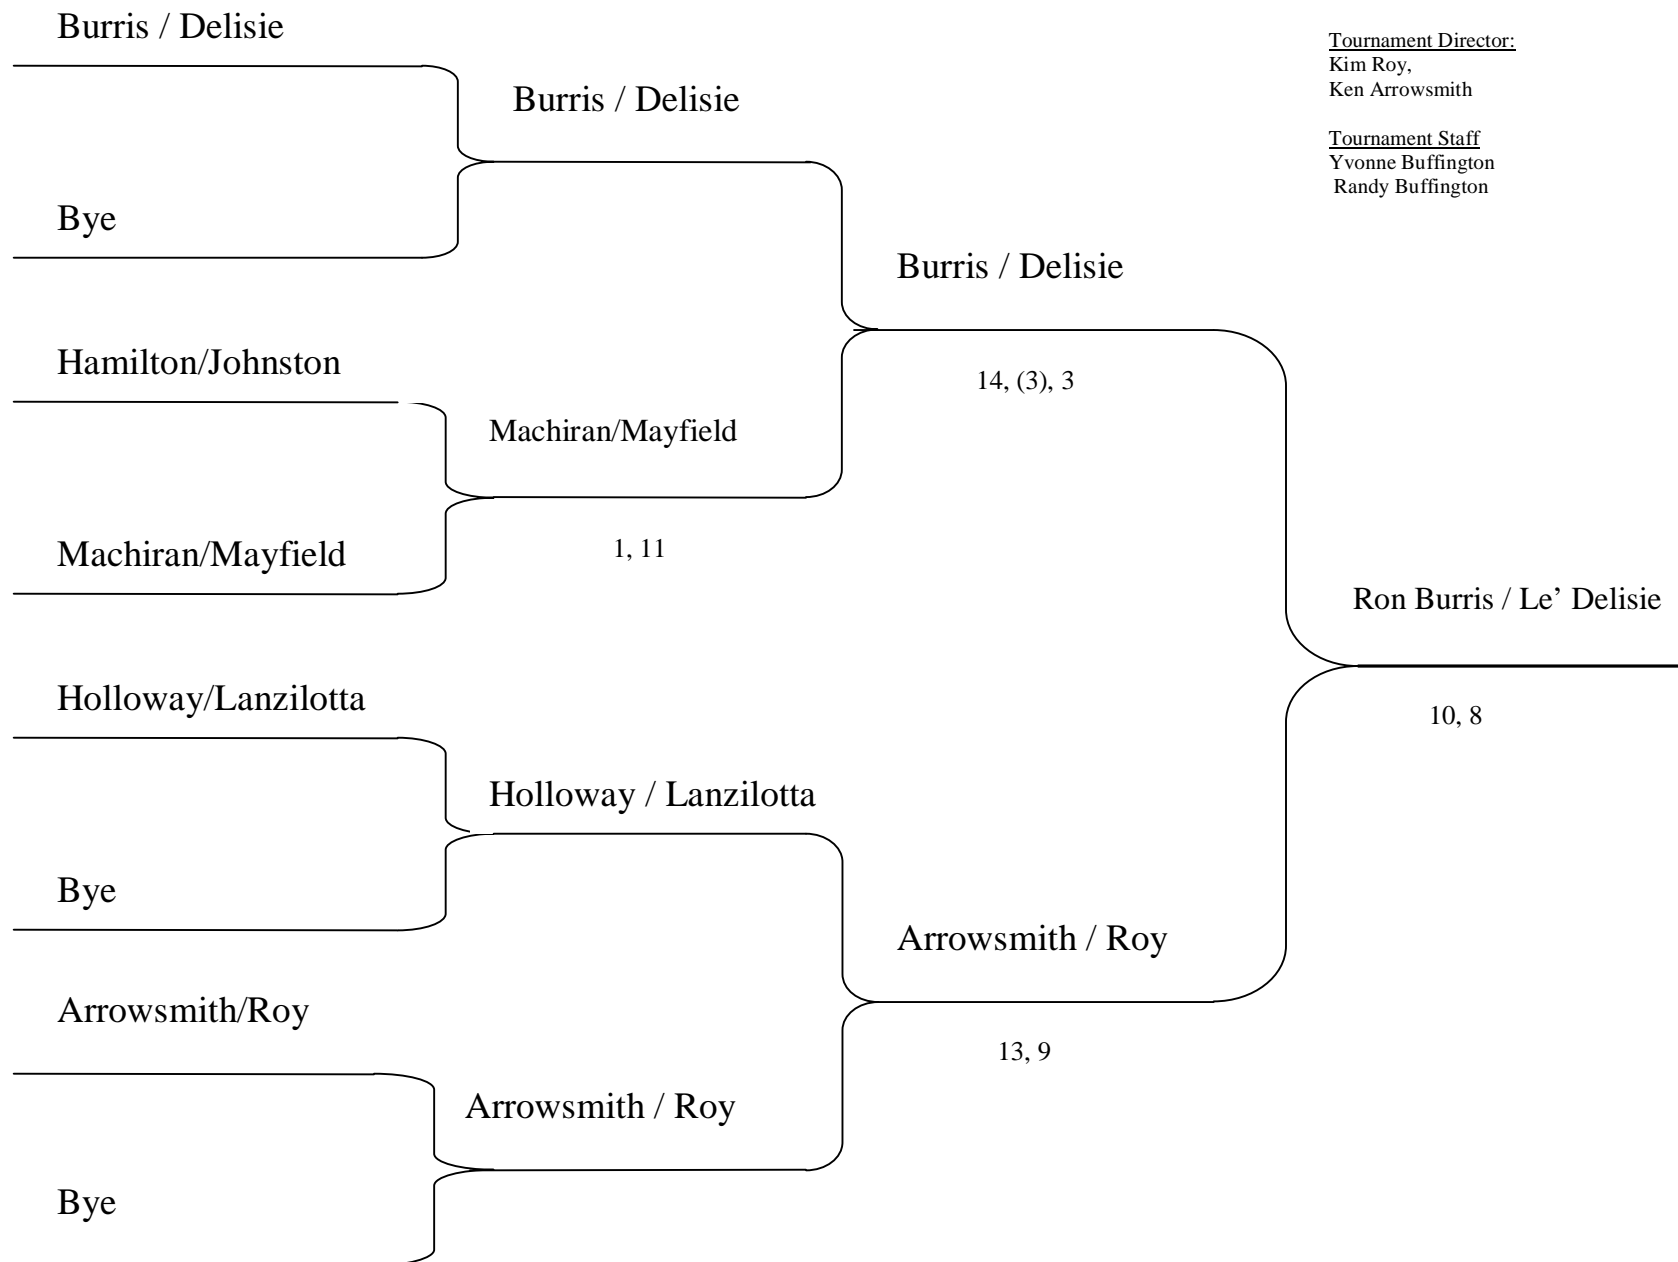 Burris / Delisie
Tournament Director:
Kim Roy,
Ken Arrowsmith
Tournament Staff
Yvonne Buffington
Randy Buffington
Burris / Delisie
Bye
Burris / Delisie
14, (3), 3
Hamilton/Johnston
Machiran/Mayfield
1, 11
Machiran/Mayfield
Ron Burris / Le’ Delisie
10, 8
Holloway/Lanzilotta
Holloway / Lanzilotta
Bye
Arrowsmith / Roy
13, 9
Arrowsmith/Roy
Arrowsmith / Roy
Bye